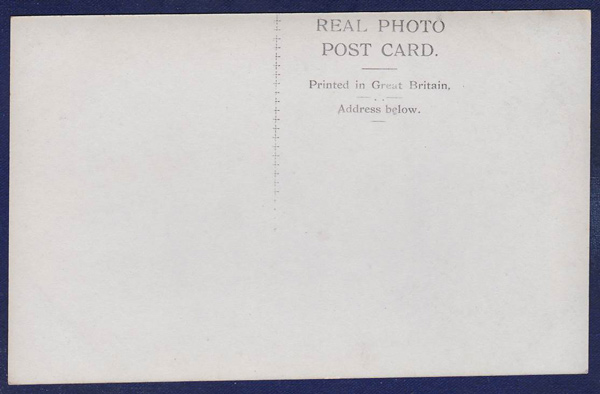 REAL PHOTO
POST CARD.
Printed in Great Britain.
Address below.